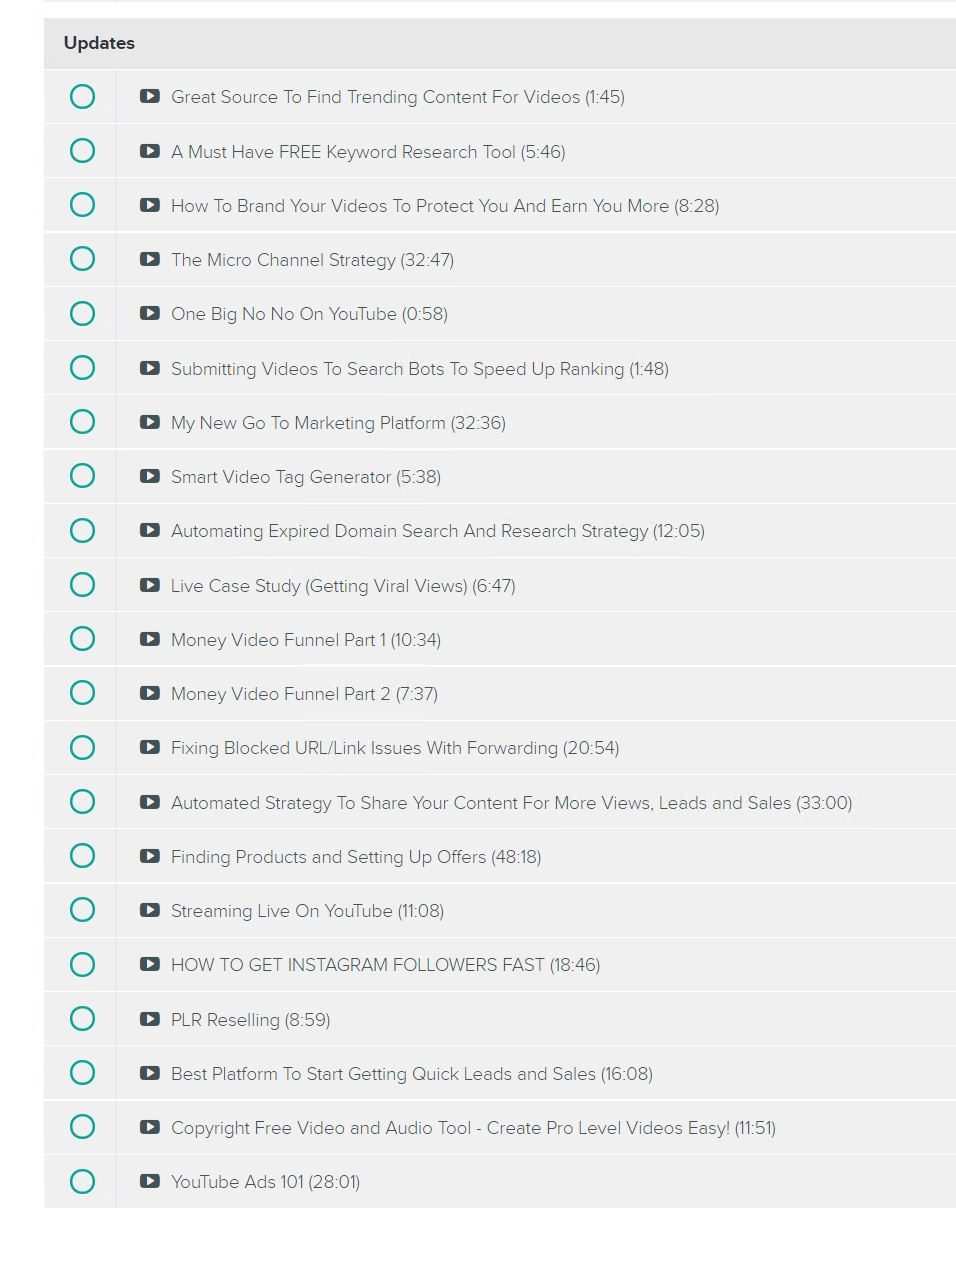 Updates
Great Source To Find Trending Content For Videos (1:45)
A Must Have FREE Keyword Research Tool (5:46)
How To Brand Your Videos To Protect You And Earn You More (8:28)
The Micro Channel Strategy (32:47)
One Big No No On YouTube (0:58)
Submitting Videos To Search Bots To Speed Up Ranking (1:48)
My New Go To Marketing Platform (32:36)
Smart Video Tag Generator (5:38)
Automating Expired Domain Search And Research Strategy (12:05)
Live Case Study (Getting Viral Views) (6:47)
Money Video Funnel Part 1 (10:34)
Money Video Funnel Part 2 (7:37)
Fixing Blocked URL/Link Issues With Forwarding (20:54)
Automated Strategy To Share Your Content For More Views, Leads and Sales (33:00)
Finding Products and Setting Up Offers (48:18)
Streaming Live On YouTube (11:08)
HOW TO GET INSTAGRAM FOLLOWERS FAST (18:46)
PLR Reselling (8:59)
Best Platform To Start Getting Quick Leads and Sales (16:08)
Copyright Free Video and Audio Tool - Create Pro Level Videos Easy! (11:51)
YouTube Ads 101 (28:01)